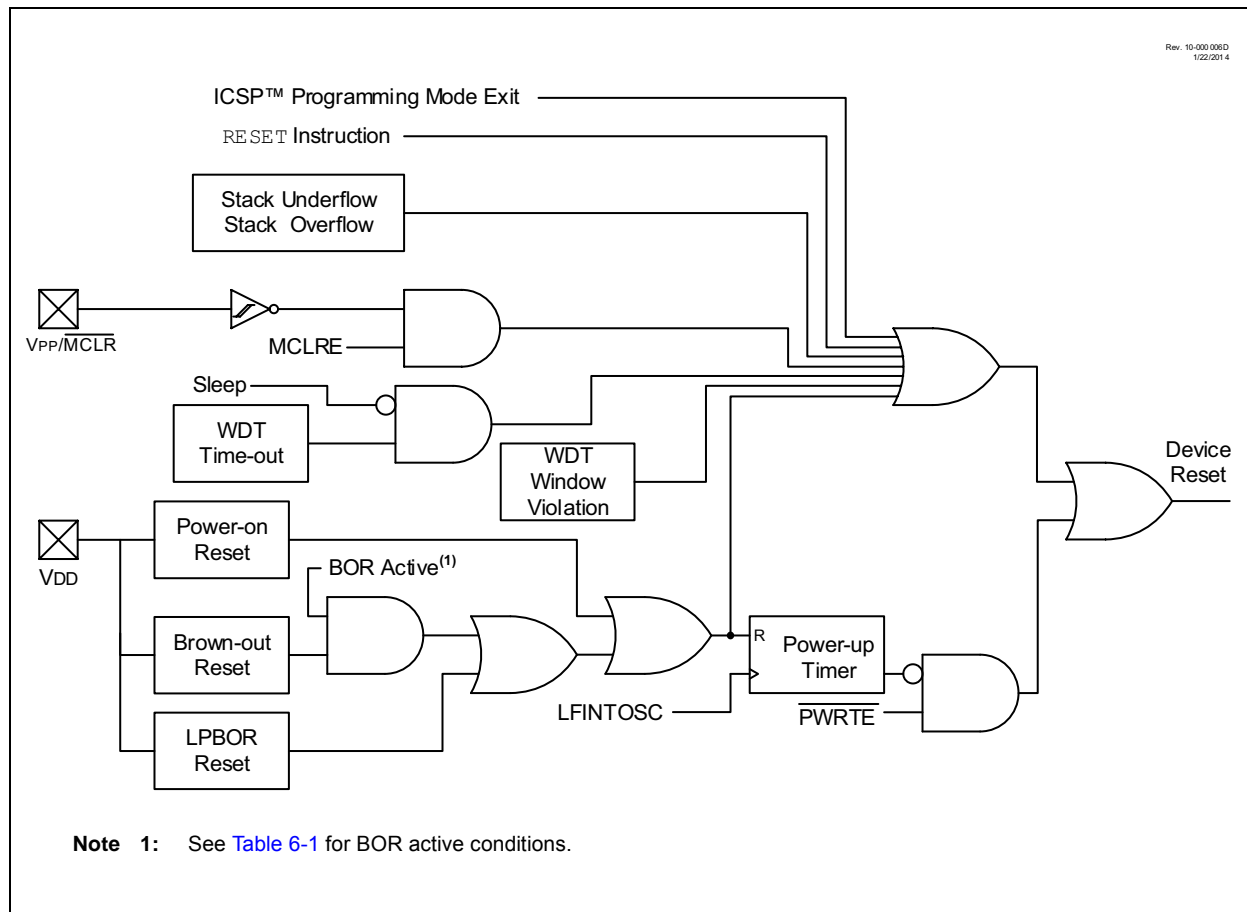 Rev. 10-000006D
1/22/2014
ICSP™ Programming Mode Exit
RESET Instruction
Stack Underflow
Stack Overflow
VPP/MCLR
MCLRE
Sleep
WDT
Time-out
WDT
Window
Violation
Device
Reset
VDD
Power-on
Reset
BOR Active(1)
Brown-out
Reset
R
Power-up
Timer
LFINTOSC
PWRTE
LPBOR
Reset
Note 1: See Table 6-1 for BOR active conditions.